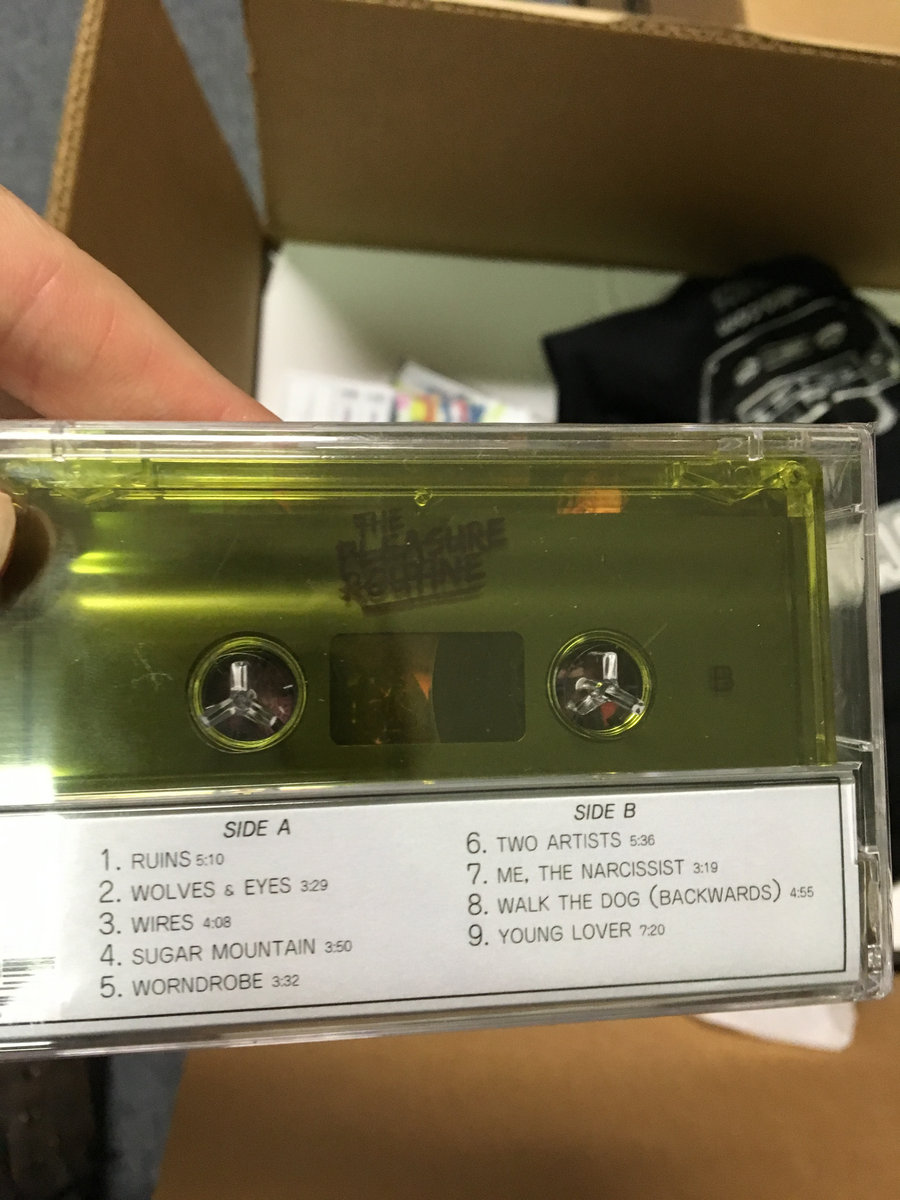 THE
PLEASURE
ROUTINE
B
SIDE A
1. RUINS 5:10
2. WOLVES & EYES 3:29
3. WIRES 4:08
4. SUGAR MOUNTAIN 3:50
5. WORNDROBE 3:32
SIDE B
6. TWO ARTISTS 5:36
7. ME, THE NARCISSIST 3:19
8. WALK THE DOG (BACKWARDS) 4:55
9. YOUNG LOVER 7:20